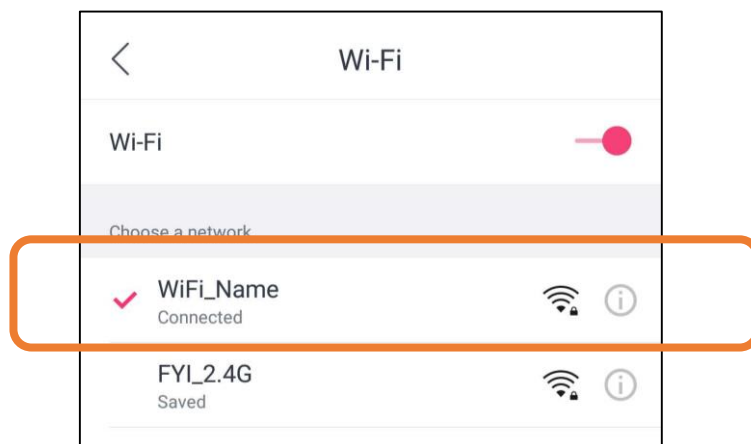 Wi-Fi
Wi-Fi
Choose a network
WiFi_Name
Connected
FYI_2.4G
Saved